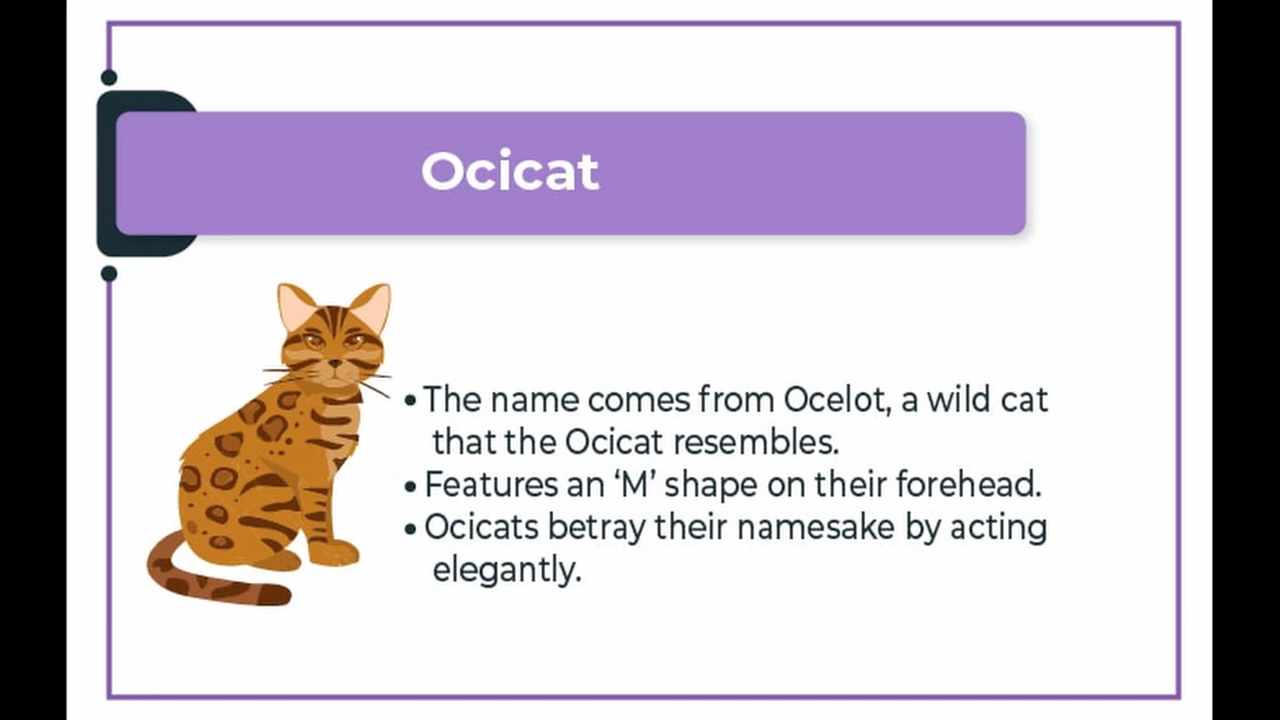 Ocicat
• The name comes from Ocelot, a wild cat
that the Ocicat resembles.
• Features an ‘M’ shape on their forehead.
• Ocicats betray their namesake by acting
elegantly.